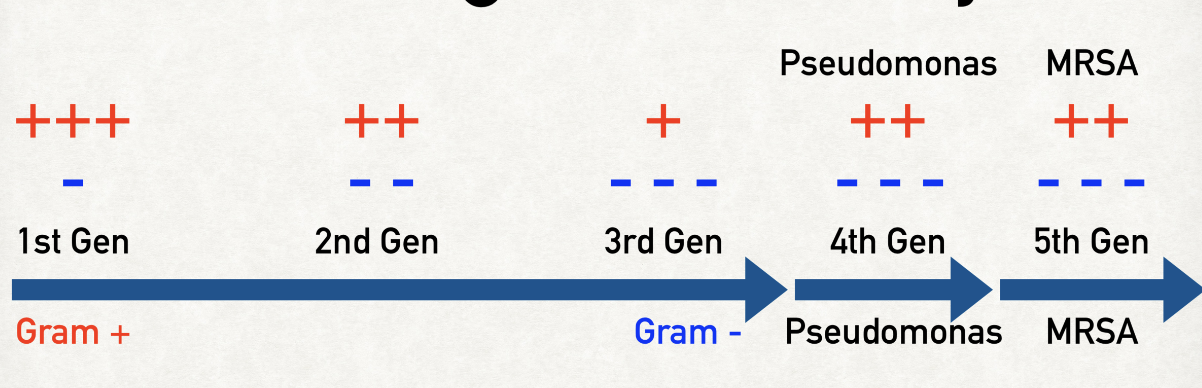 Pseudomonas MRSA
+++ ++ + ++ ++
- - - - - - - - - - - -
1st Gen 2nd Gen 3rd Gen 4th Gen 5th Gen
Gram + Gram - Pseudomonas MRSA